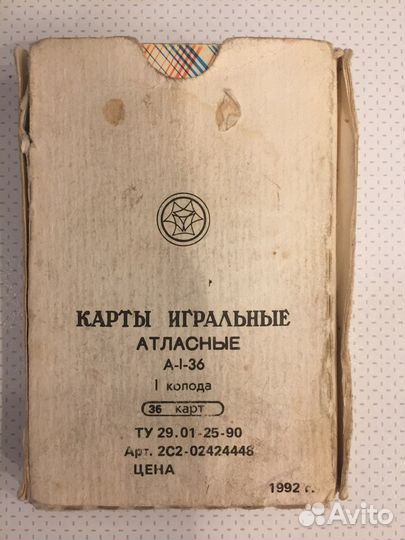 КАРТЫ ИГРАЛЬНЫЕ
АТЛАСНЫЕ
А-I-36
I колода
36 карт
ТУ 29.01-25-90
Арт. 2С2-02424448
ЦЕНА
1992 г.
Avito